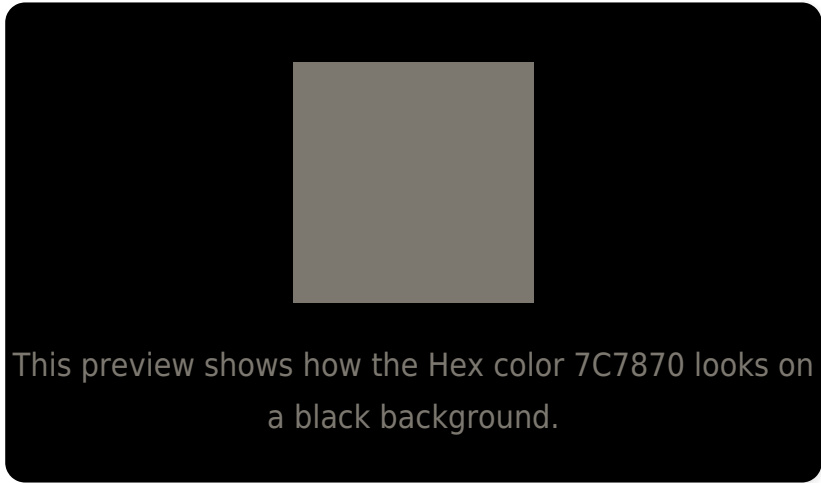 This preview shows how the Hex color 7C7870 looks on
a black background.